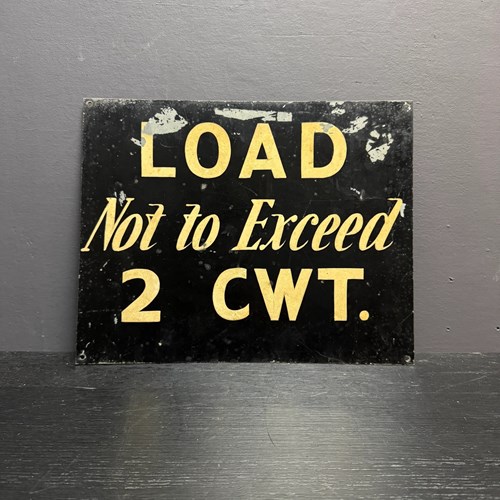 LOAD
Not to Exceed
2 CWT.